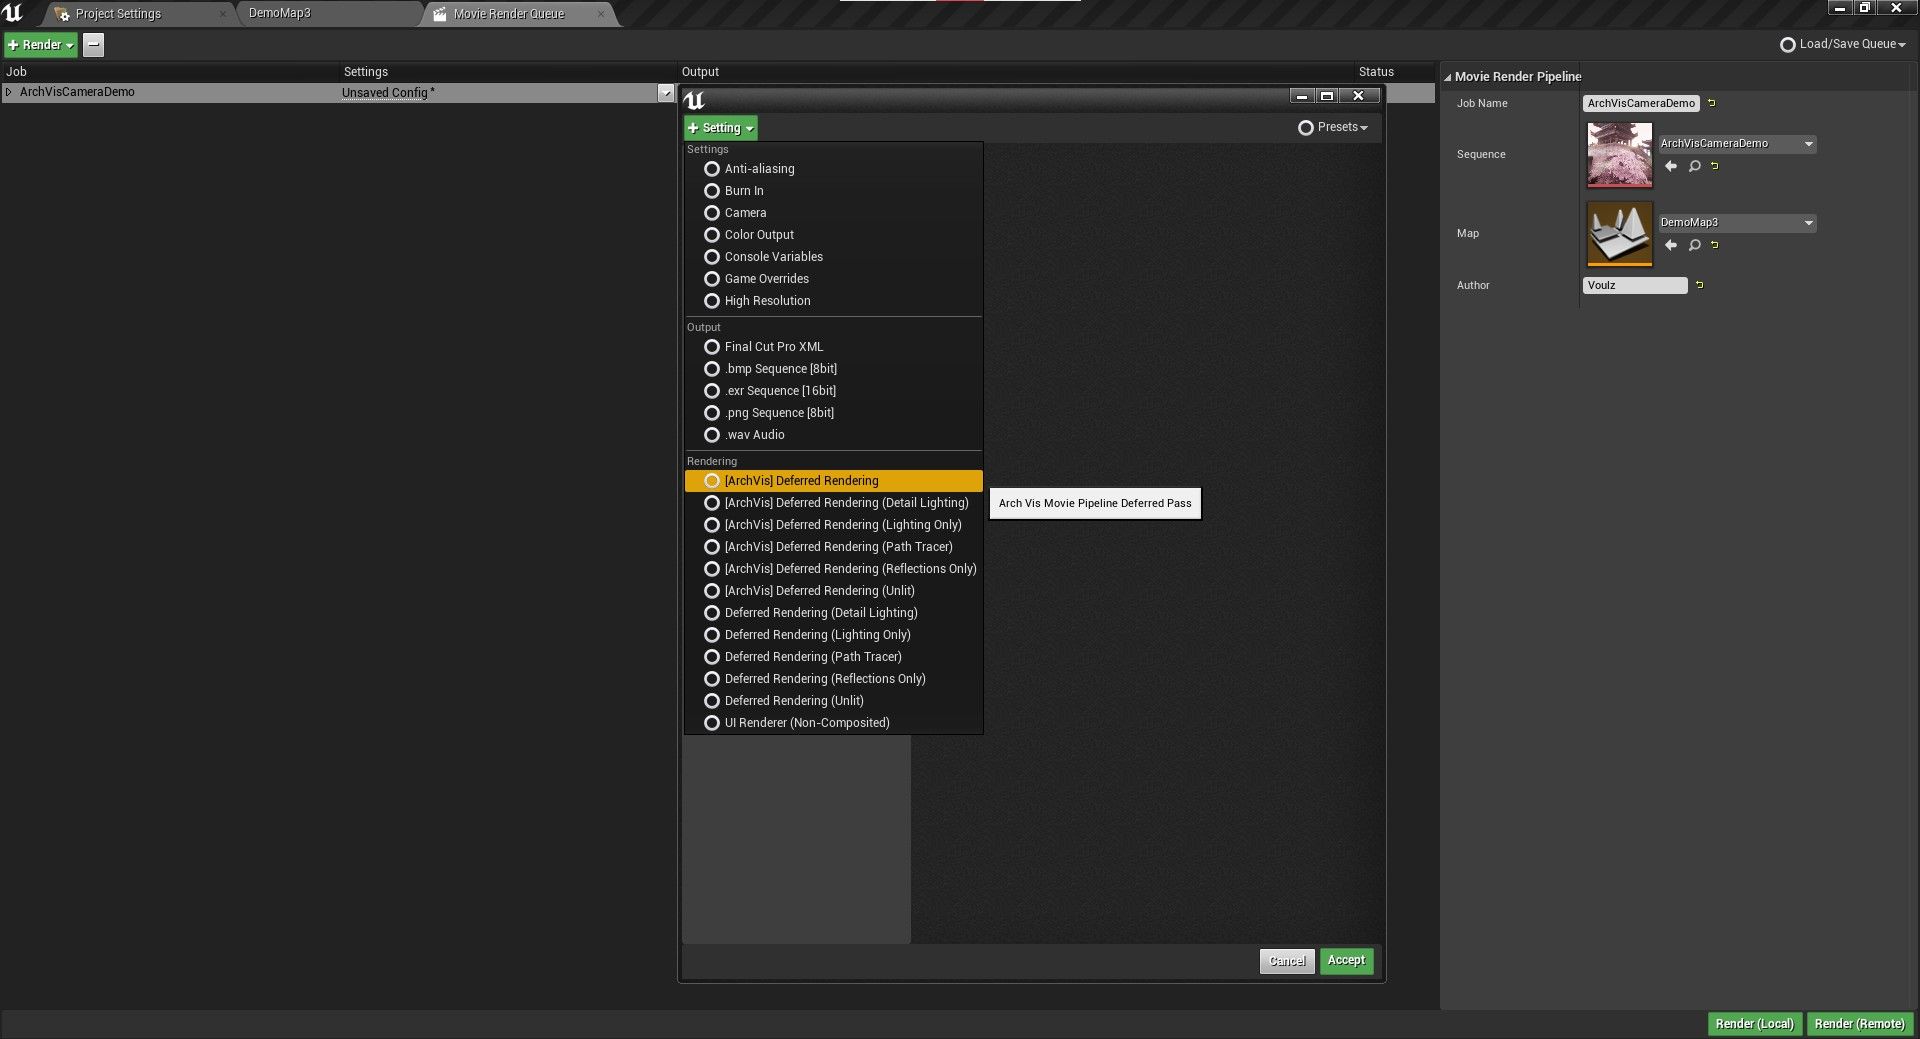 Project Settings
DemoMap3
Movie Render Queue
Render
Load/Save Queue
Job
Settings
Output
Status
ArchVisCameraDemo
Unsaved Config *
Setting
Presets
Settings
Anti-aliasing
Burn In
Camera
Color Output
Console Variables
Game Overrides
High Resolution
Output
Final Cut Pro XML
.bmp Sequence [8bit]
.exr Sequence [16bit]
.png Sequence [8bit]
.wav Audio
Rendering
[ArchVis] Deferred Rendering
[ArchVis] Deferred Rendering (Detail Lighting)
[ArchVis] Deferred Rendering (Lighting Only)
[ArchVis] Deferred Rendering (Path Tracer)
[ArchVis] Deferred Rendering (Reflections Only)
[ArchVis] Deferred Rendering (Unlit)
Deferred Rendering (Detail Lighting)
Deferred Rendering (Lighting Only)
Deferred Rendering (Path Tracer)
Deferred Rendering (Reflections Only)
Deferred Rendering (Unlit)
UI Renderer (Non-Composited)
Arch Vis Movie Pipeline Deferred Pass
Cancel
Accept
Movie Render Pipeline
Job Name
ArchVisCameraDemo
Sequence
ArchVisCameraDemo
Map
DemoMap3
Author
Voulz
Render (Local)
Render (Remote)